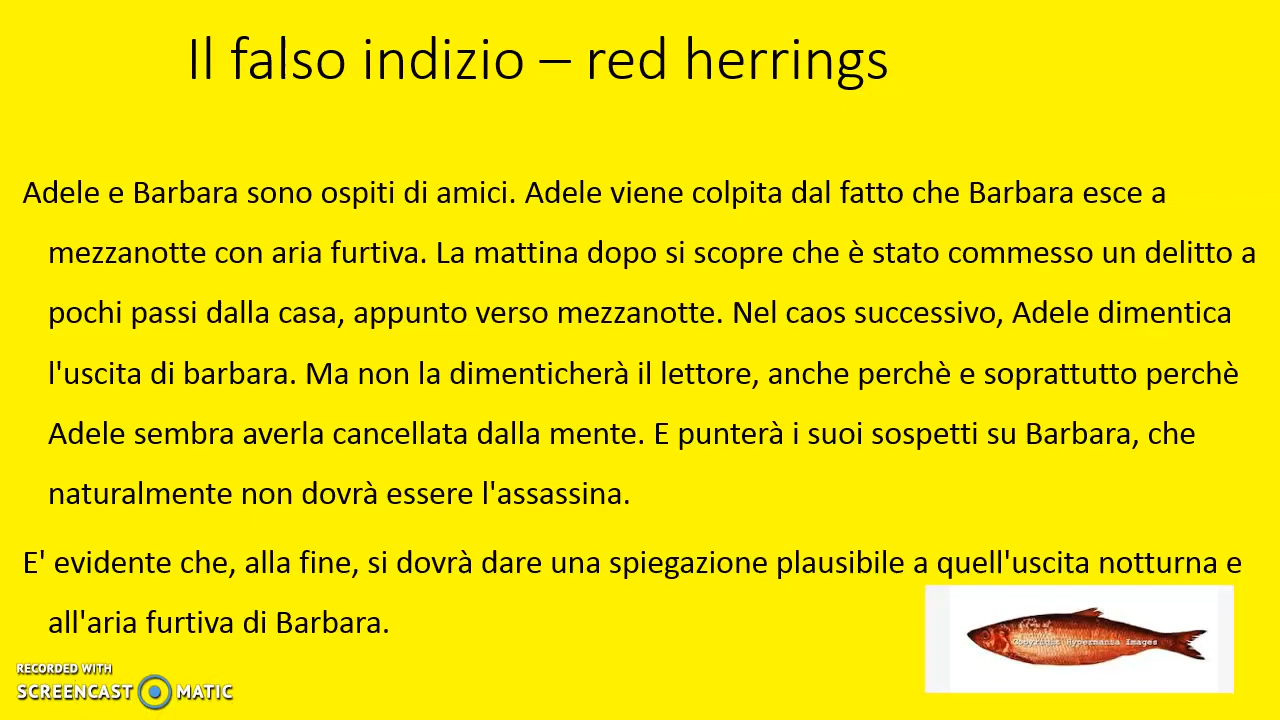 Il falso indizio – red herrings
Adele e Barbara sono ospiti di amici. Adele viene colpita dal fatto che Barbara esce a
mezzanotte con aria furtiva. La mattina dopo si scopre che è stato commesso un delitto a
pochi passi dalla casa, appunto verso mezzanotte. Nel caos successivo, Adele dimentica
l'uscita di barbara. Ma non la dimenticherà il lettore, anche perchè e soprattutto perchè
Adele sembra averla cancellata dalla mente. E punterà i suoi sospetti su Barbara, che
naturalmente non dovrà essere l'assassina.
E' evidente che, alla fine, si dovrà dare una spiegazione plausibile a quell'uscita notturna e
all'aria furtiva di Barbara.
Copyright Hypermania Images
RECORDED WITH
SCREENCAST MATIC